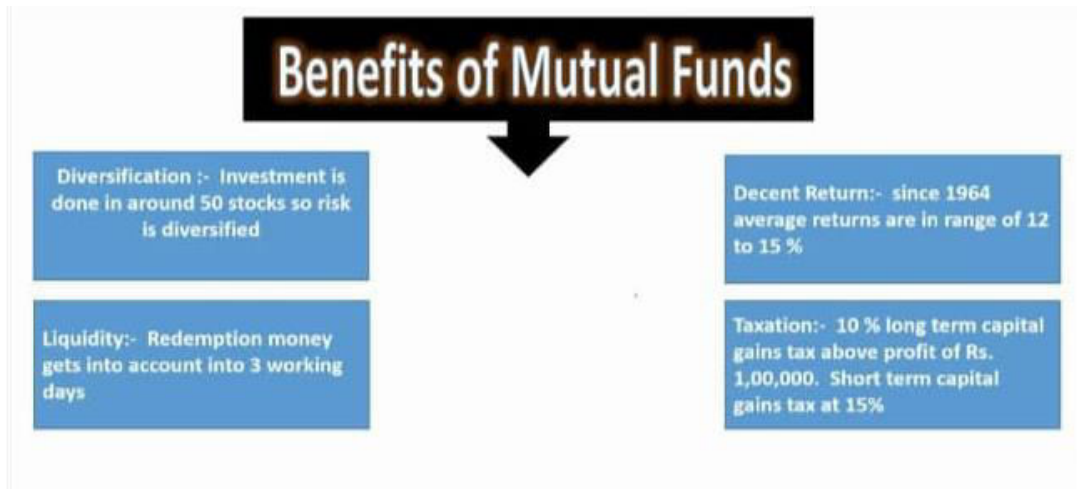 Benefits of Mutual Funds
Diversification :- Investment is
done in around 50 stocks so risk
is diversified
Decent Return:- since 1964
average returns are in range of 12
to 15 %
Liquidity:- Redemption money
gets into account into 3 working
days
Taxation:- 10 % long term capital
gains tax above profit of Rs.
1,00,000. Short term capital
gains tax at 15%